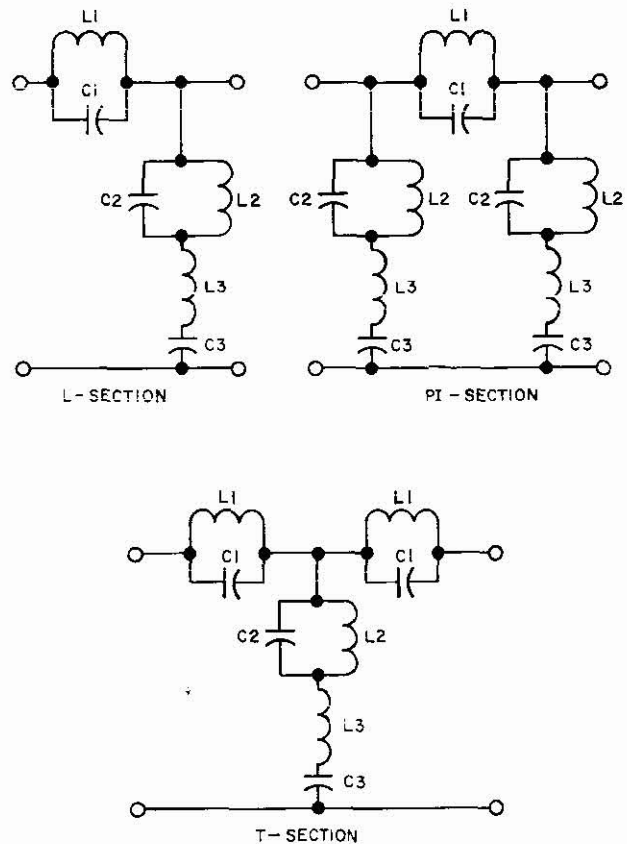 L1
C1
C2
L2
L3
C3
L-SECTION
L1
C1
C2
L2
L3
C3
C2
L2
L3
C3
PI-SECTION
L1
C1
L1
C1
C2
L2
L3
C3
T-SECTION